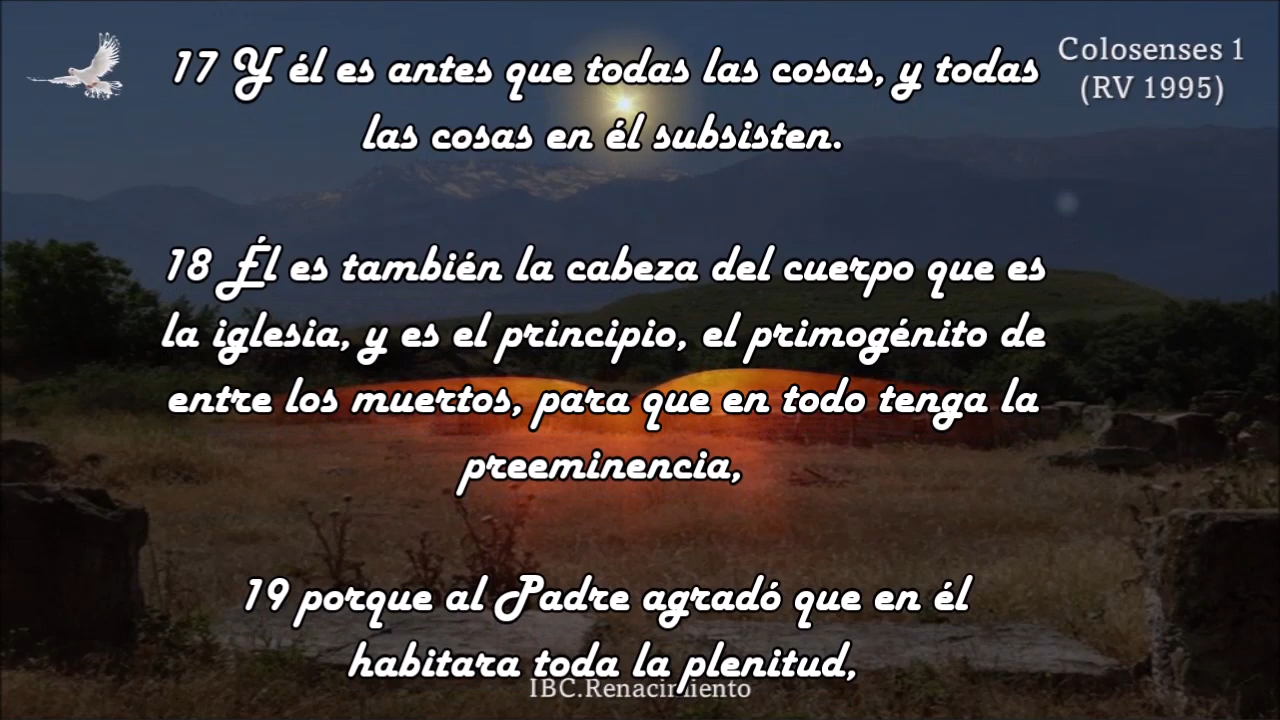 17 Y él es antes que todas las cosas, y todas
las cosas en él subsisten.
Colosenses 1
(RV 1995)
18 Él es también la cabeza del cuerpo que es
la iglesia, y es el principio, el primogénito de
entre los muertos, para que en todo tenga la
preeminencia,
19 porque al Padre agradó que en él
habitara toda la plenitud,
IBC.Renacimiento